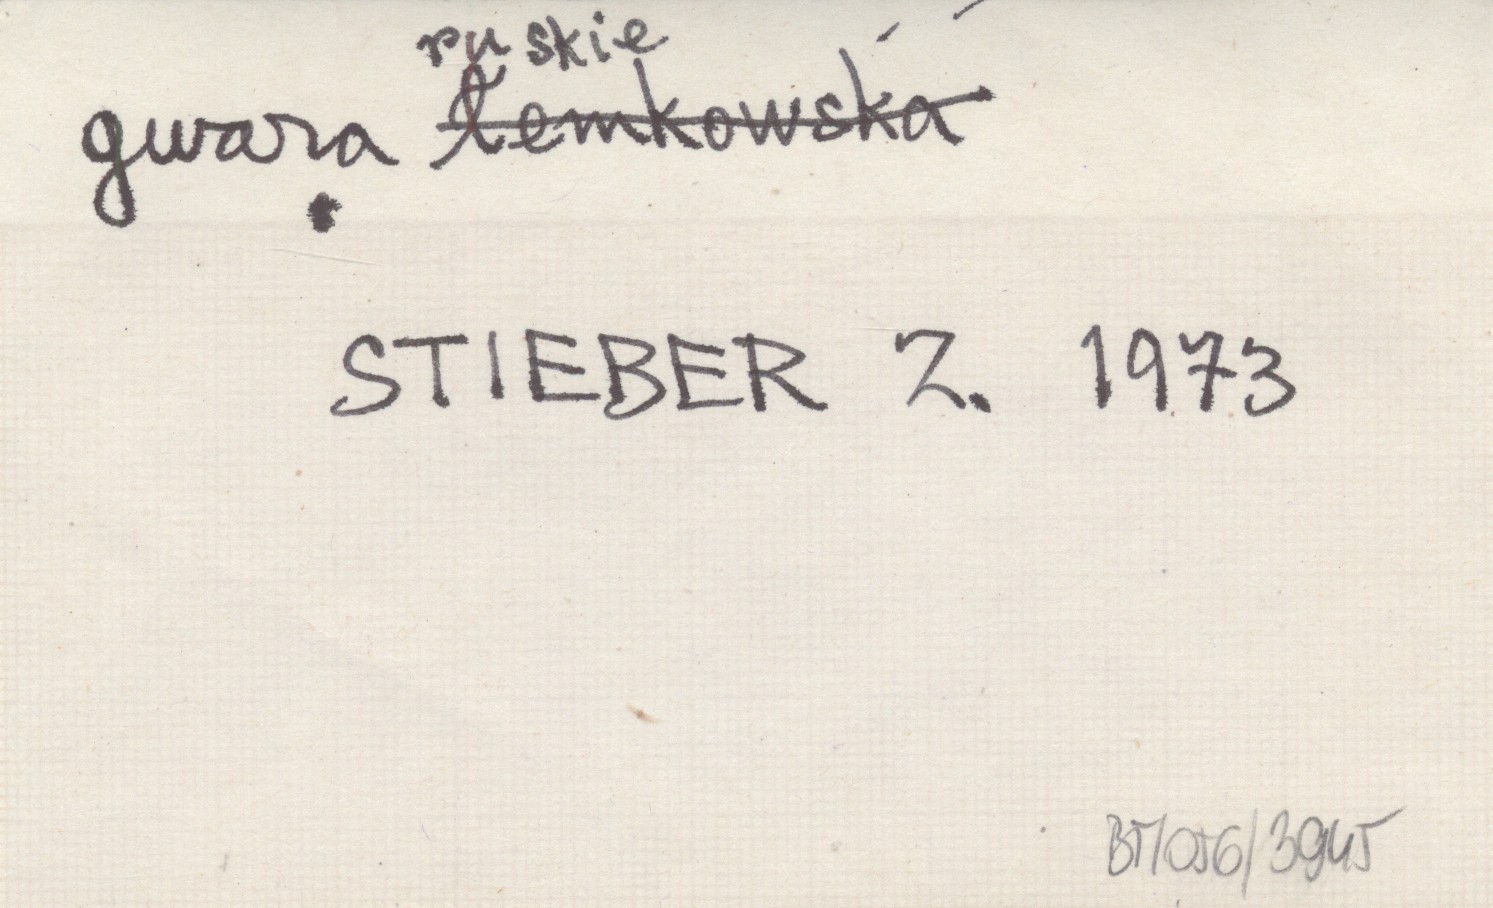 ruskie
gwara łemkowska
STIEBER Z. 1973
BT/056/3945